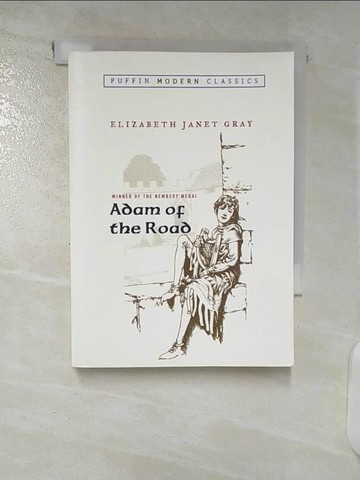 PUFFIN MODERN CLASSICS
ELIZABETH JANET GRAY
WINNER OF THE NEWBERY MEDAL
Adam of
the Road